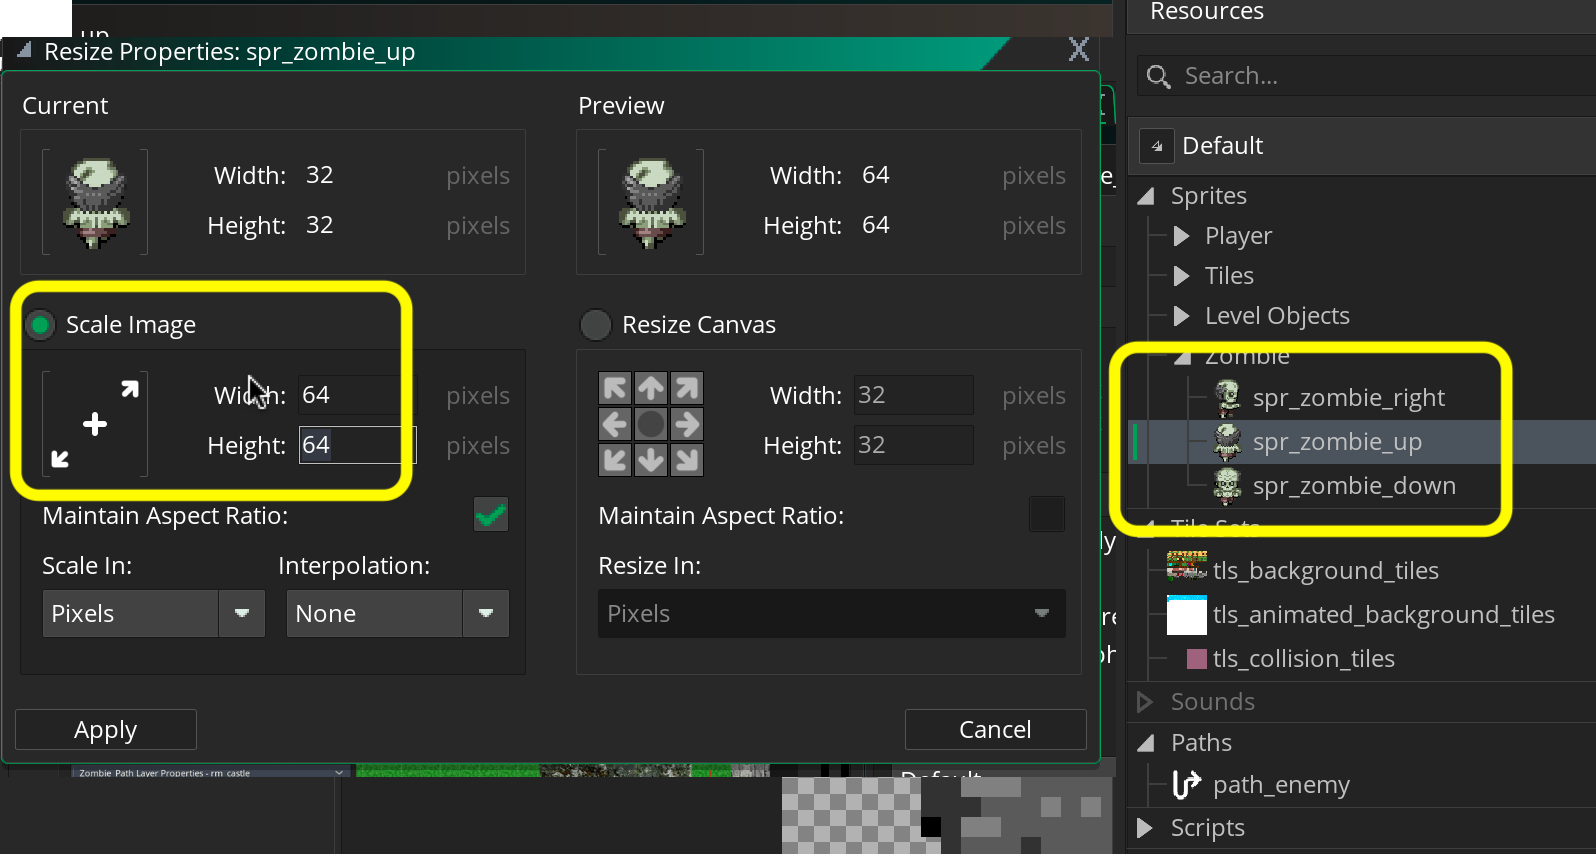 up
Resize Properties: spr_zombie_up
X
Current
Width: 32 pixels
Height: 32 pixels
Preview
Width: 64 pixels
Height: 64 pixels
Scale Image
Width: 64 pixels
Height: 64 pixels
Maintain Aspect Ratio:
Scale In: Interpolation:
Pixels None
Resize Canvas
Width: 32
Height: 32
Maintain Aspect Ratio:
Resize In:
Pixels
Apply
Cancel
Zombie Path Layer Properties - rm_castle
Default
Resources
Search...
Default
Sprites
Player
Tiles
Level Objects
Zombie
spr_zombie_right
spr_zombie_up
spr_zombie_down
Tile Sets
tls_background_tiles
tls_animated_background_tiles
tls_collision_tiles
Sounds
Paths
path_enemy
Scripts